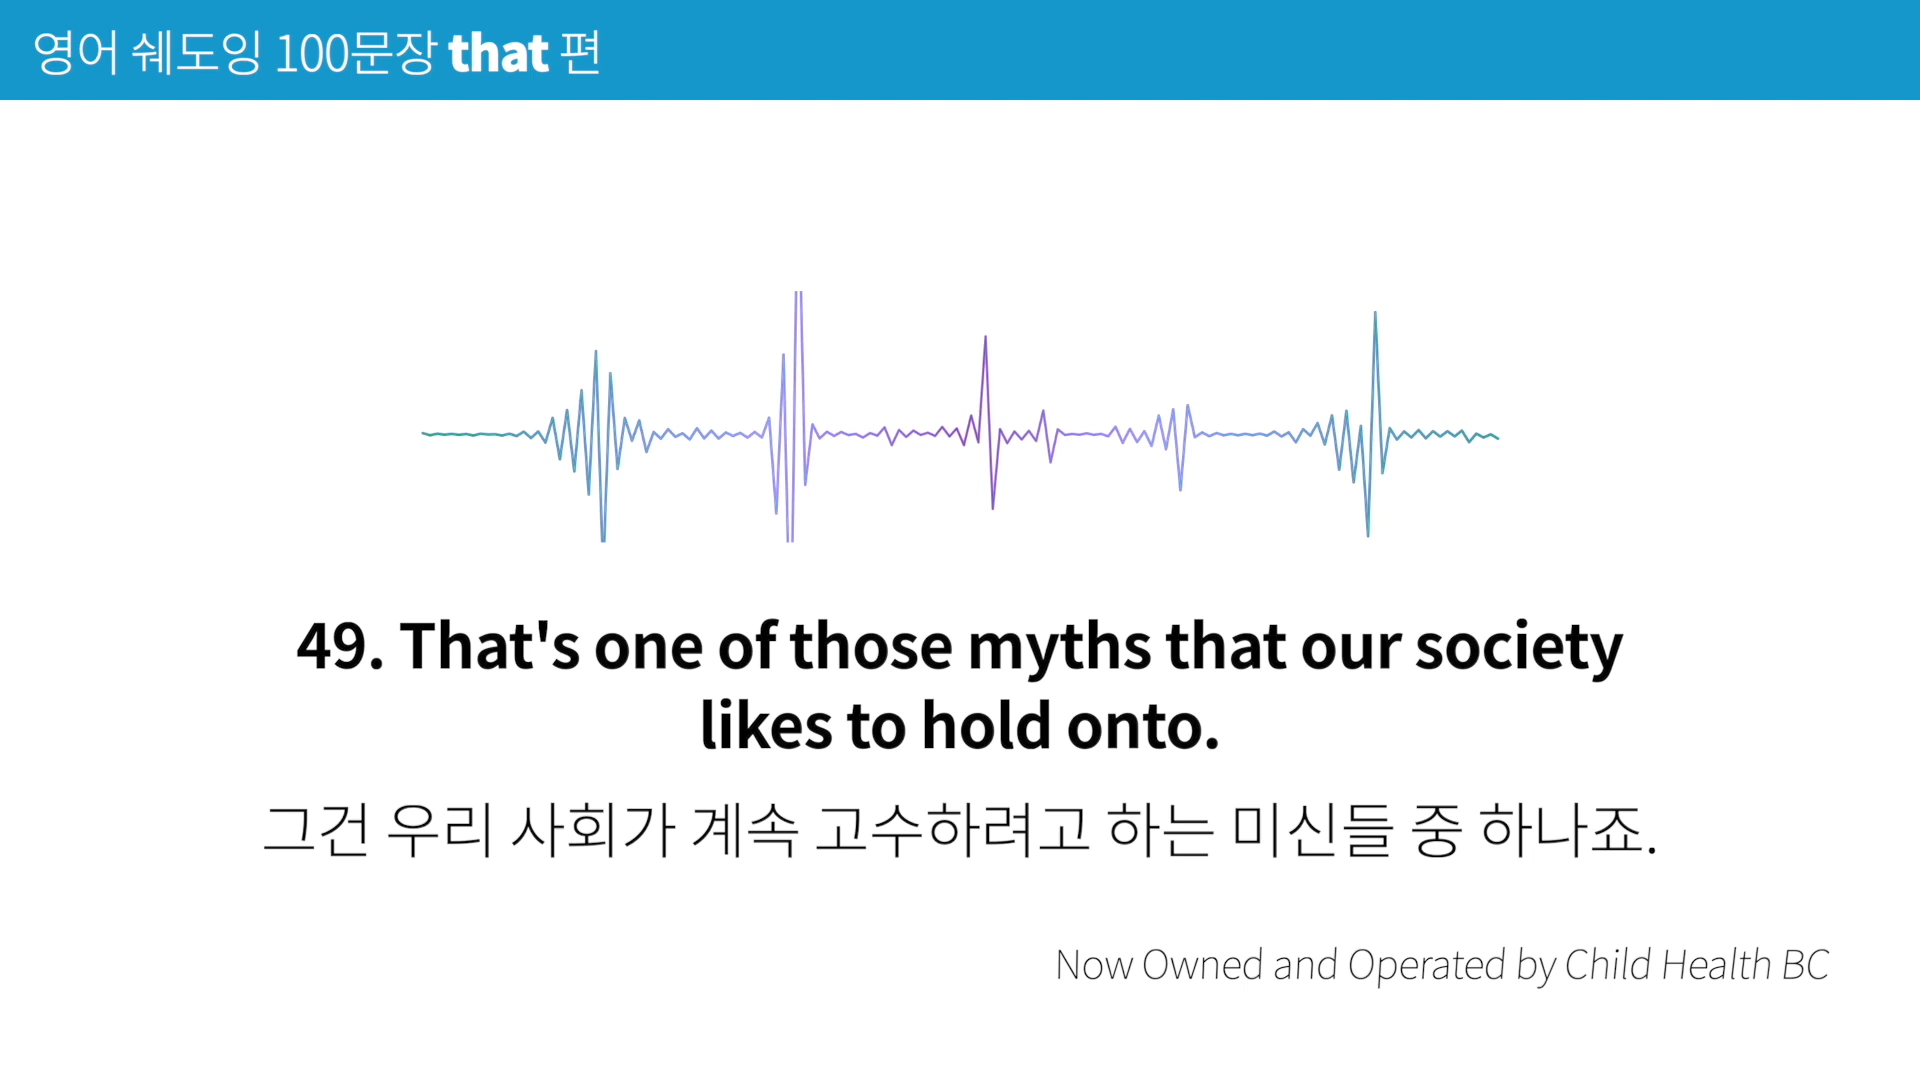 영어 쉐도잉 100문장 that 편
49. That's one of those myths that our society
likes to hold onto.
그건 우리 사회가 계속 고수하려고 하는 미신들 중 하나죠.
Now Owned and Operated by Child Health BC